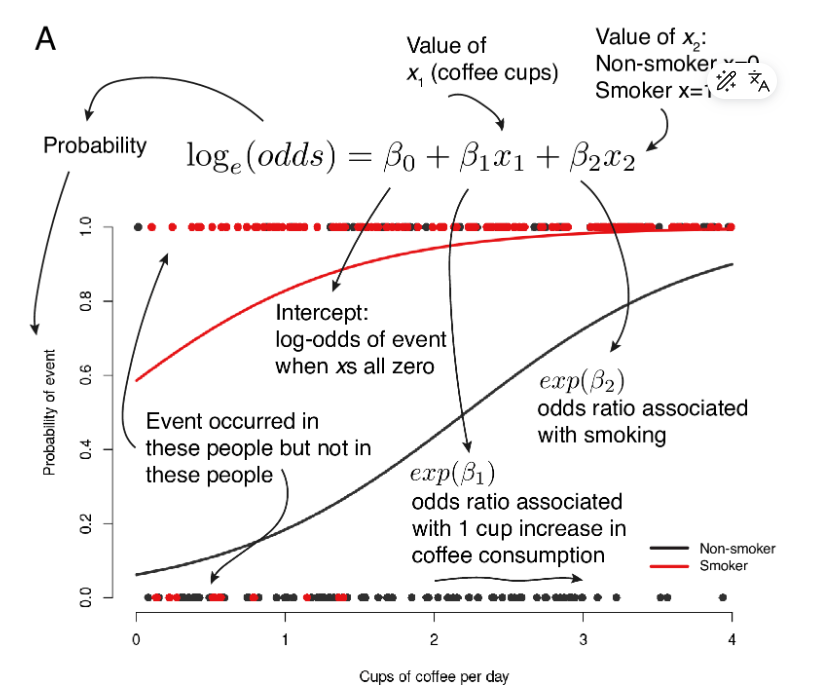 A
Value of
x₁ (coffee cups)
Value of x₂:
Non-smoker
Smoker
Probability
logₑ(odds) = β₀ + β₁x₁ + β₂x₂
Intercept:
log-odds of event
when xs all zero
exp(β₂)
odds ratio associated
with smoking
Event occurred in
these people but not in
these people
exp(β₁)
odds ratio associated
with 1 cup increase in
coffee consumption
Non-smoker
Smoker
Probability of event
1.0
0.8
0.6
0.4
0.2
0.0
0 1 2 3 4
Cups of coffee per day